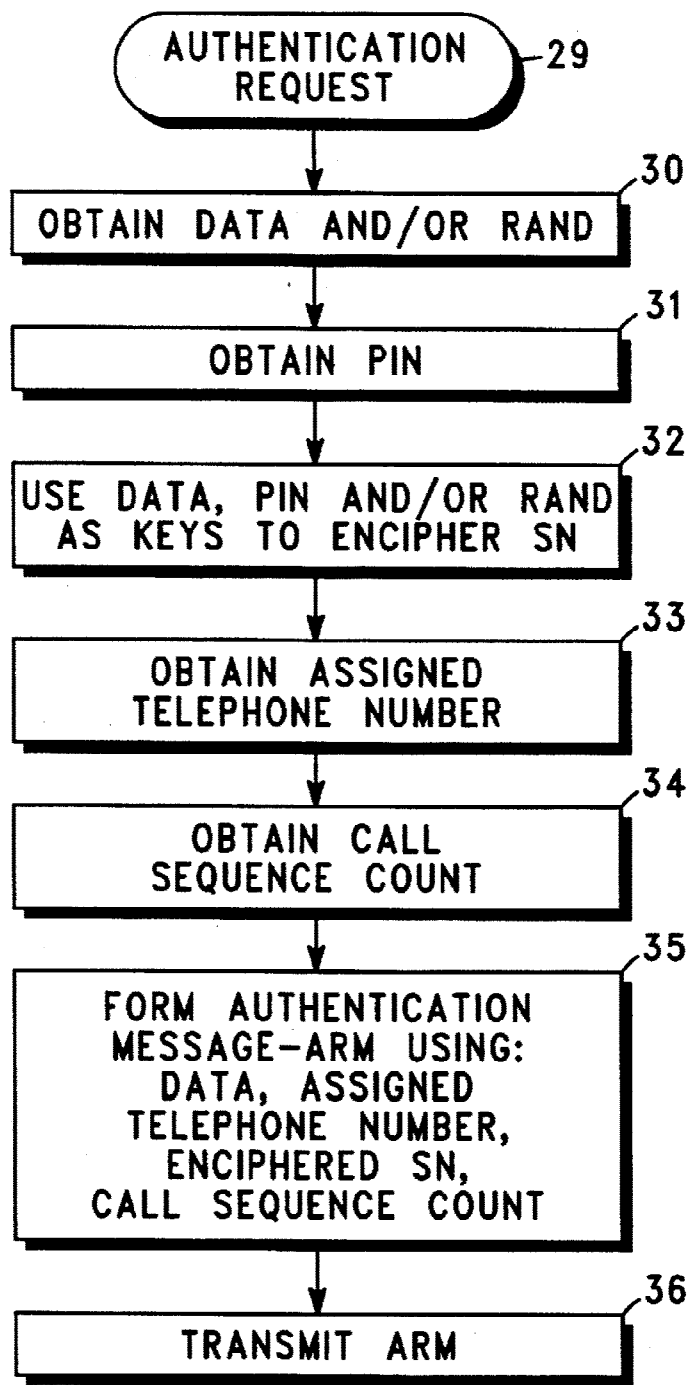 AUTHENTICATION
REQUEST
29
30
OBTAIN DATA AND/OR RAND
31
OBTAIN PIN
32
USE DATA, PIN AND/OR RAND
AS KEYS TO ENCIPHER SN
33
OBTAIN ASSIGNED
TELEPHONE NUMBER
34
OBTAIN CALL
SEQUENCE COUNT
35
FORM AUTHENTICATION
MESSAGE-ARM USING:
DATA, ASSIGNED
TELEPHONE NUMBER,
ENCIPHERED SN,
CALL SEQUENCE COUNT
36
TRANSMIT ARM